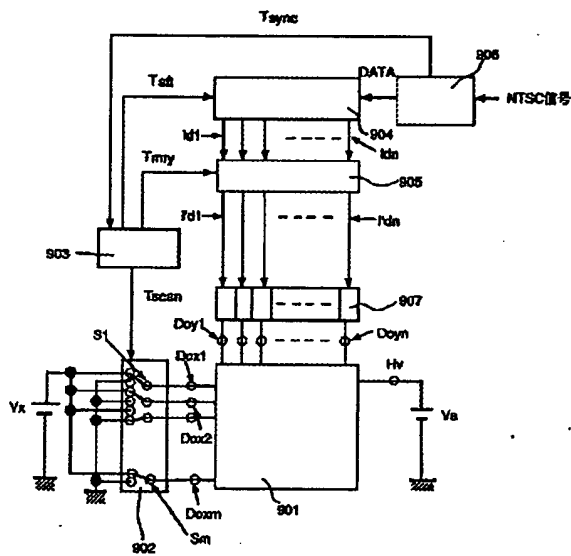 Tsync
906
DATA
Tsft
NTSC信号
904
Id1
Idn
Tmry
905
I'd1
I'dn
903
Tscan
907
Doy1
Doyn
S1
Dox1
Hv
Vx
Dox2
Va
Doxm
901
902
Sm